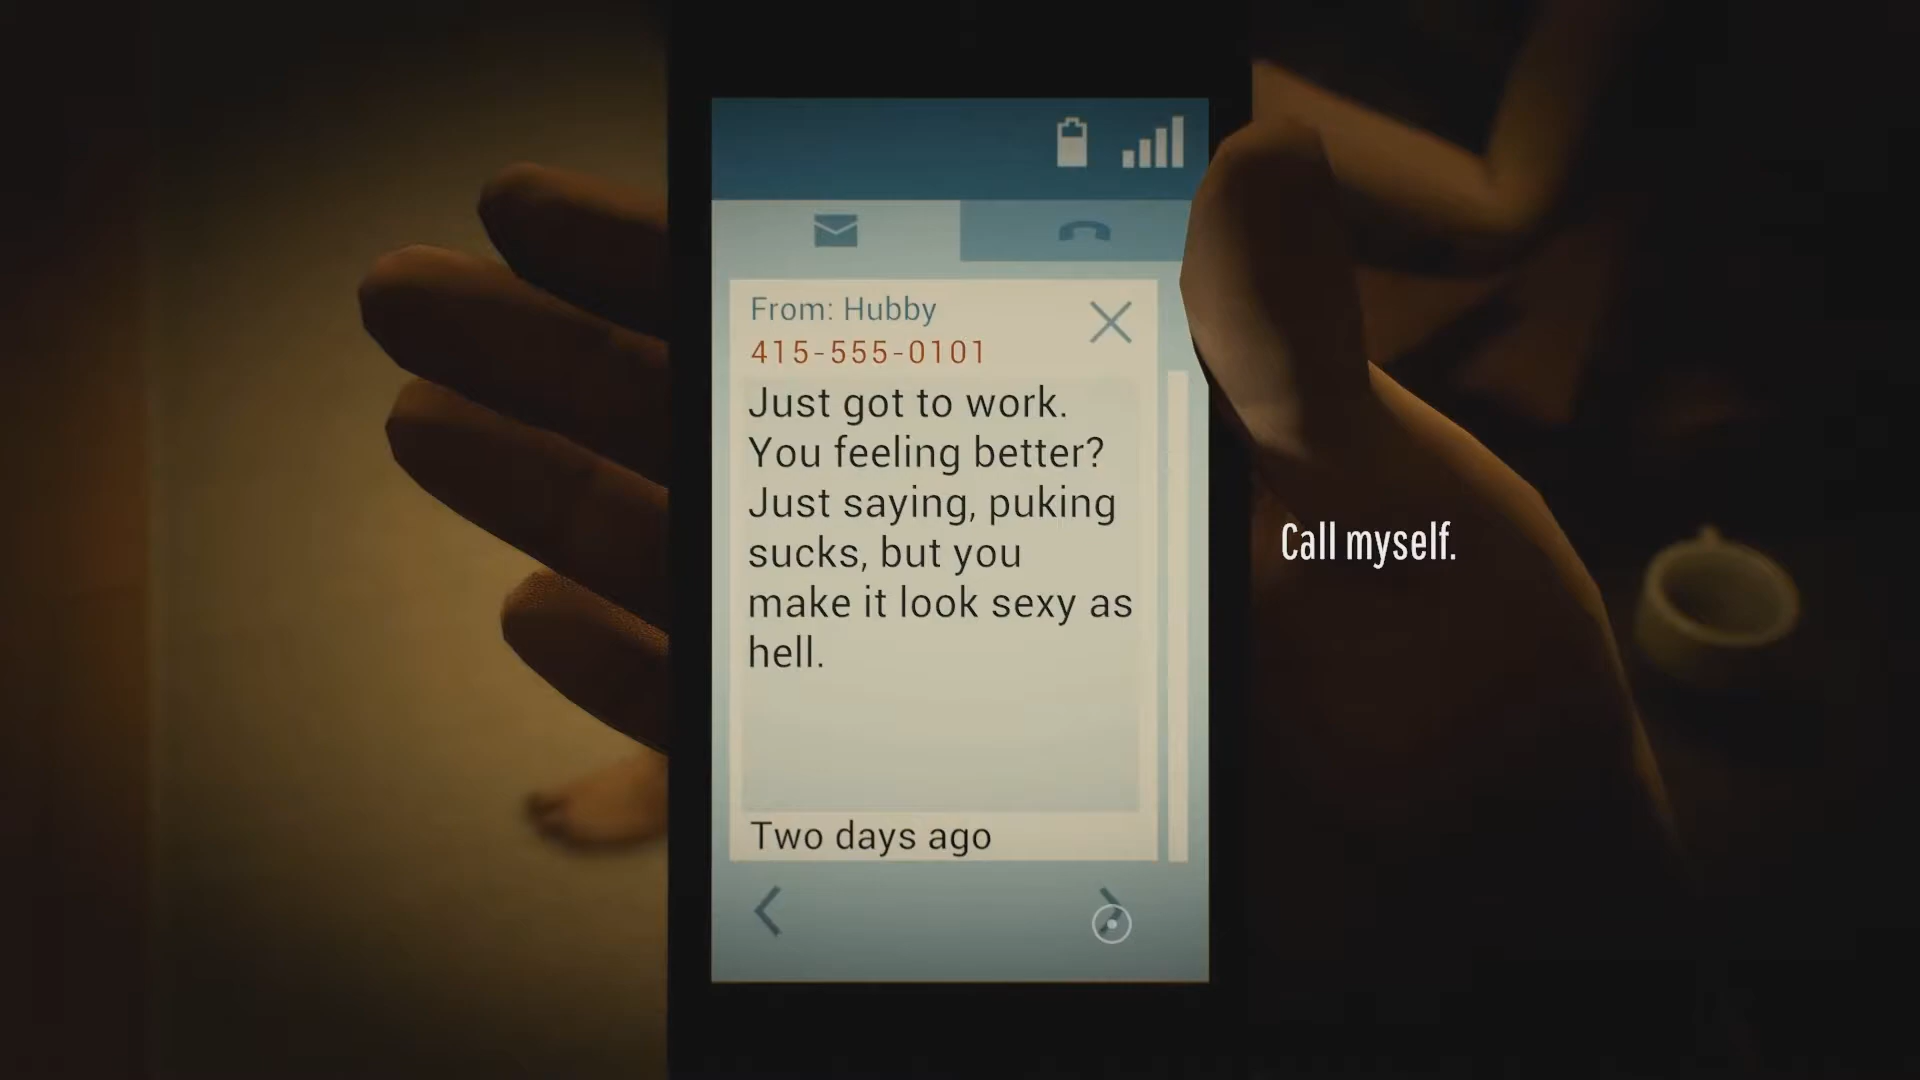 From: Hubby
415-555-0101
Just got to work.
You feeling better?
Just saying, puking
sucks, but you
make it look sexy as
hell.
Two days ago
Call myself.